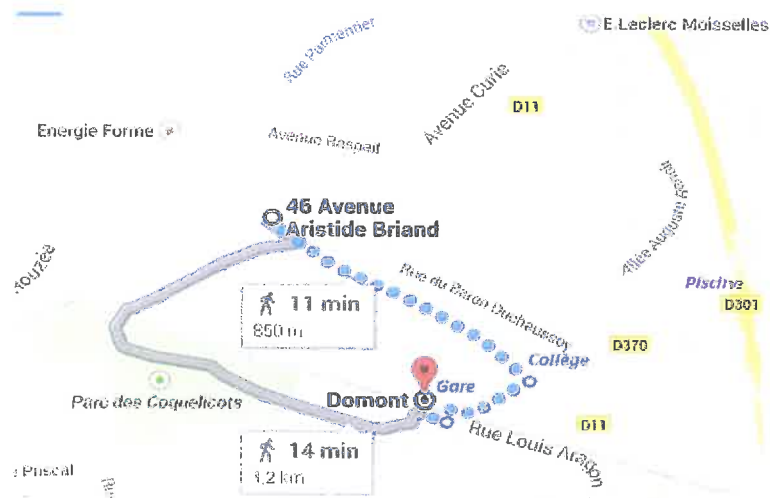 E.Leclerc Moisselles
Rue Parmentier
Avenue Curie
D11
Energie Forme
Avenue Raspail
46 Avenue
Aristide Briand
Allée Auguste Renoir
Rue du Baron Duchaussoy
Piscine
D301
11 min
850 m
D370
Collège
Gare
Domont
Parc des Coquelicots
D11
Rue Louis Aragon
14 min
1,2 km